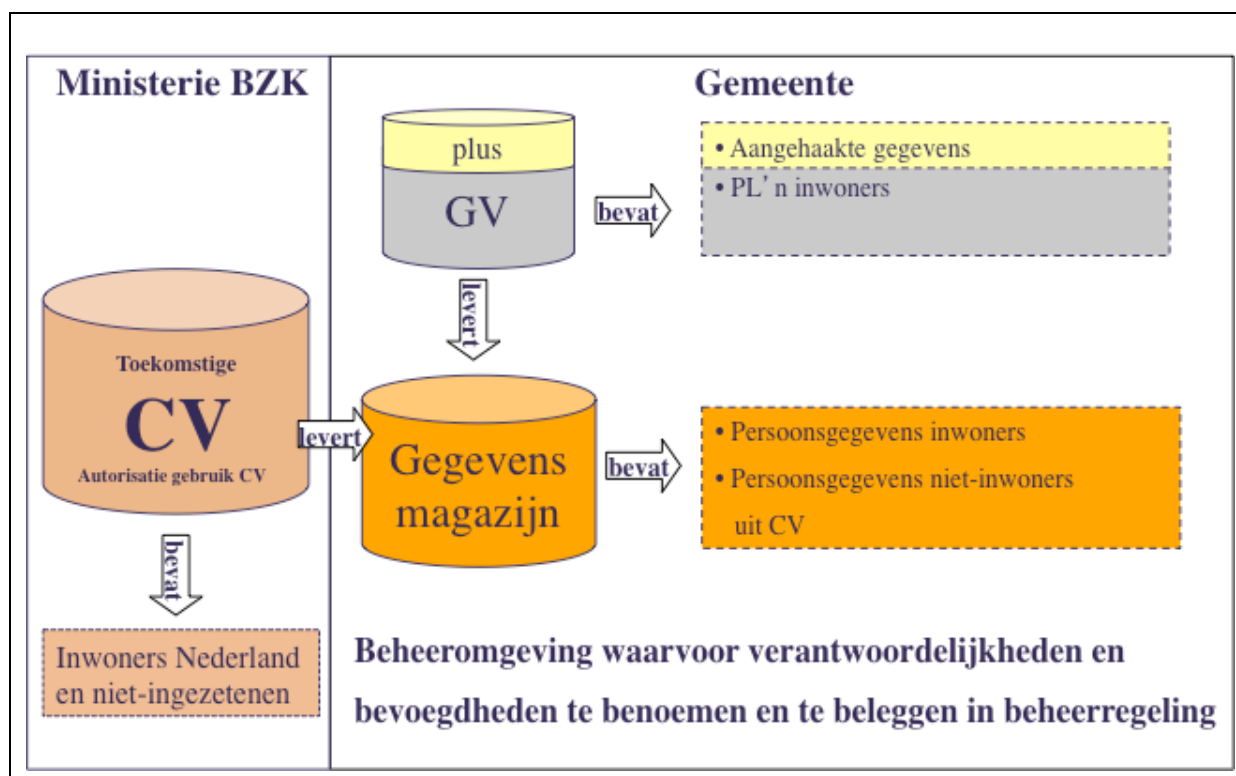 Ministerie BZK
Toekomstige
CV
Autorisatie gebruik CV
levert
bevat
Inwoners Nederland
en niet-ingezetenen
Gemeente
plus
GV
bevat
• Aangehaakte gegevens
• PL' n inwoners
levert
Gegevens
magazijn
bevat
• Persoonsgegevens inwoners
• Persoonsgegevens niet-inwoners
uit CV
Beheeromgeving waarvoor verantwoordelijkheden en
bevoegdheden te benoemen en te beleggen in beheerregeling